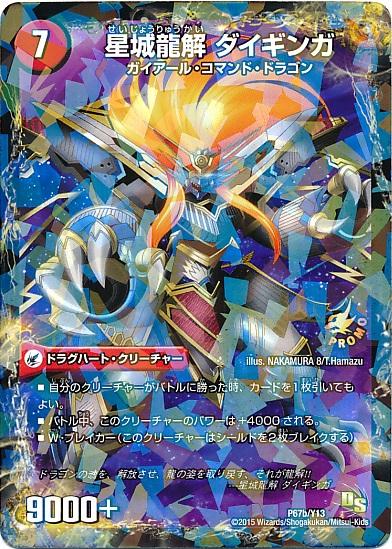 7
せいじょうりゅうかい
星城龍解 ダイギンガ
ガイアール・コマンド・ドラゴン
PROMO
ドラグハート・クリーチャー
illus. NAKAMURA 8/T.Hamazu
■ 自分のクリーチャーがバトルに勝った時、カードを1枚引いても
よい。
■ バトル中、このクリーチャーのパワーは+4000される。
■ W・ブレイカー(このクリーチャーはシールドを2枚ブレイクする)
ドラゴンの魂を、解放させ、龍の姿を取り戻す、それが龍解!!
---星城龍解 ダイギンガ
9000+
DS
P67b/Y13
©2015 Wizards/Shogakukan/Mitsui-Kids